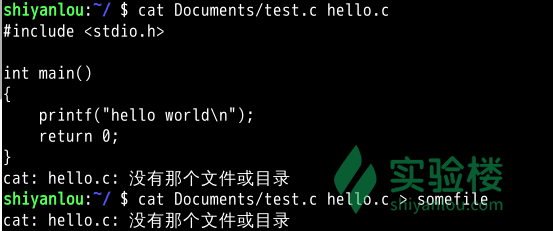 shiyanlou:~/ $ cat Documents/test.c hello.c
#include <stdio.h>
int main()
{
    printf("hello world\n");
    return 0;
}
cat: hello.c: 没有那个文件或目录
shiyanlou:~/ $ cat Documents/test.c hello.c > somefile
cat: hello.c: 没有那个文件或目录
实验楼
shiyanlou.com